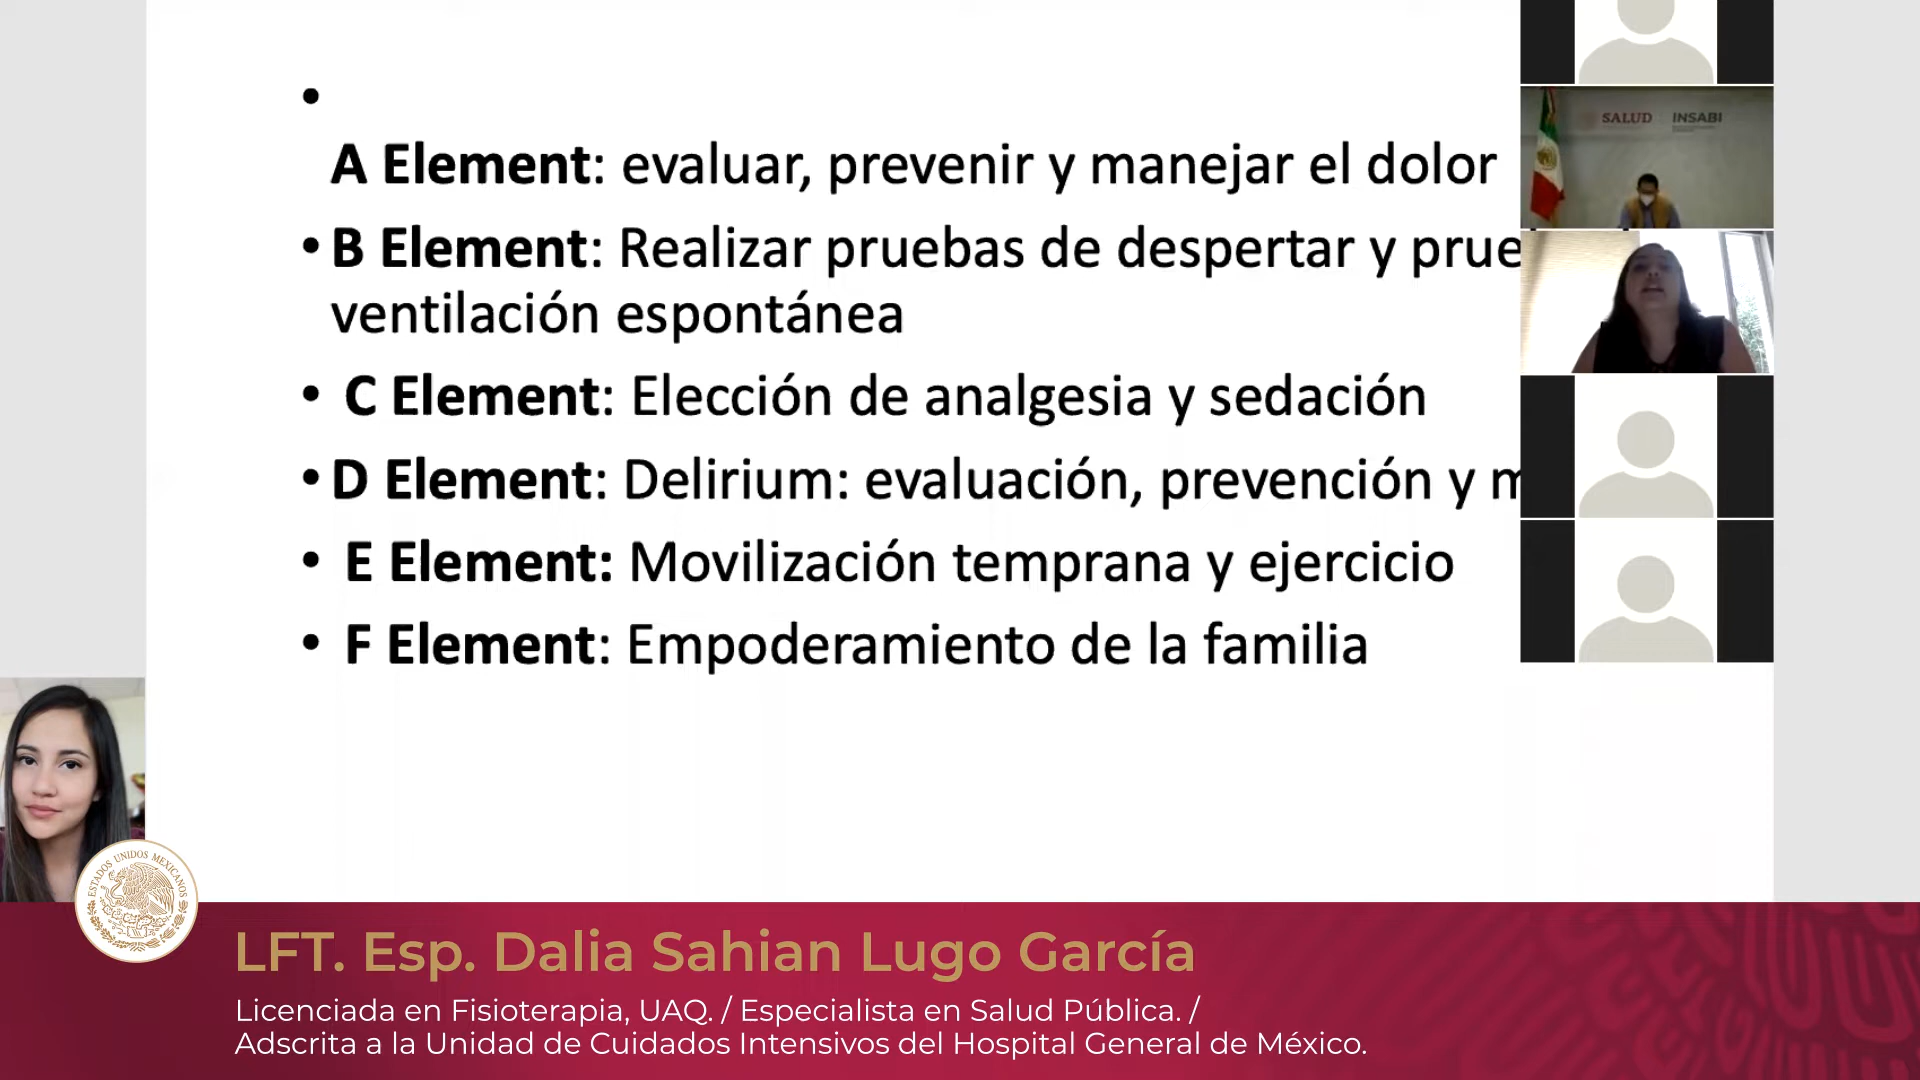 A Element: evaluar, prevenir y manejar el dolor
• B Element: Realizar pruebas de despertar y prue
ventilación espontánea
• C Element: Elección de analgesia y sedación
• D Element: Delirium: evaluación, prevención y m
• E Element: Movilización temprana y ejercicio
• F Element: Empoderamiento de la familia
SALUD INSABI
ESTADOS UNIDOS MEXICANOS
LFT. Esp. Dalia Sahian Lugo García
Licenciada en Fisioterapia, UAQ. / Especialista en Salud Pública. /
Adscrita a la Unidad de Cuidados Intensivos del Hospital General de México.